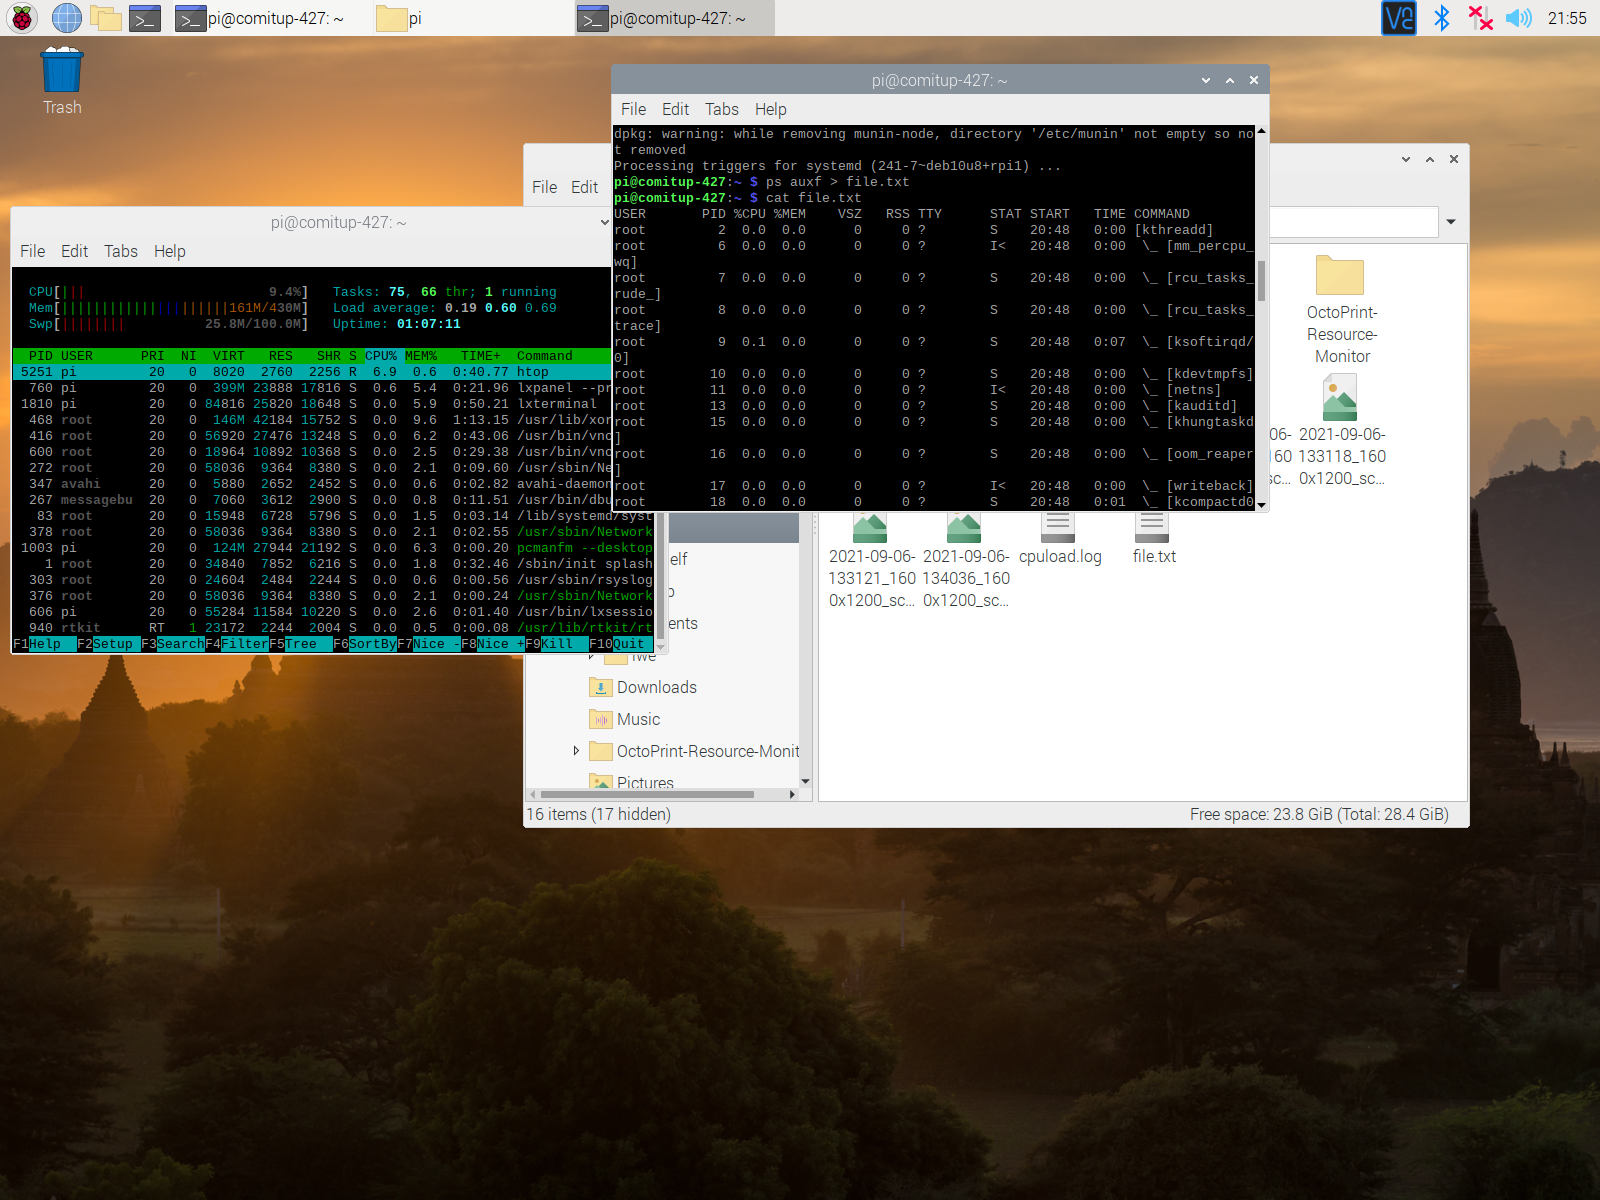 pi@comitup-427: ~
pi
pi@comitup-427: ~
21:55
Trash
pi@comitup-427: ~
File Edit Tabs Help
dpkg: warning: while removing munin-node, directory '/etc/munin' not empty so no
t removed
Processing triggers for systemd (241-7~deb10u8+rpi1) ...
pi@comitup-427:~ $ ps auxf > file.txt
pi@comitup-427:~ $ cat file.txt
USER PID %CPU %MEM VSZ RSS TTY STAT START TIME COMMAND
root 2 0.0 0.0 0 0 ? S 20:48 0:00 [kthreadd]
root 6 0.0 0.0 0 0 ? I< 20:48 0:00 \_ [mm_percpu_
wq]
root 7 0.0 0.0 0 0 ? S 20:48 0:00 \_ [rcu_tasks_
rude_]
root 8 0.0 0.0 0 0 ? S 20:48 0:00 \_ [rcu_tasks_
trace]
root 9 0.1 0.0 0 0 ? S 20:48 0:07 \_ [ksoftirqd/
0]
root 10 0.0 0.0 0 0 ? S 20:48 0:00 \_ [kdevtmpfs]
root 11 0.0 0.0 0 0 ? I< 20:48 0:00 \_ [netns]
root 13 0.0 0.0 0 0 ? S 20:48 0:00 \_ [kauditd]
root 15 0.0 0.0 0 0 ? S 20:48 0:00 \_ [khungtaskd
]
root 16 0.0 0.0 0 0 ? S 20:48 0:00 \_ [oom_reaper
]
root 17 0.0 0.0 0 0 ? I< 20:48 0:00 \_ [writeback]
root 18 0.0 0.0 0 0 ? S 20:48 0:01 \_ [kcompactd0
pi@comitup-427: ~
File Edit Tabs Help
CPU[||| 9.4%] Tasks: 75, 66 thr; 1 running
Mem[|||||||||||||||||||||161M/430M] Load average: 0.19 0.60 0.69
Swp[|||||||| 25.8M/100.0M] Uptime: 01:07:11
PID USER PRI NI VIRT RES SHR S CPU% MEM% TIME+ Command
5251 pi 20 0 8020 2760 2256 R 6.9 0.6 0:40.77 htop
760 pi 20 0 399M 23888 17816 S 0.6 5.4 0:21.96 lxpanel --pr
1810 pi 20 0 84816 25820 18648 S 0.0 5.9 0:50.21 lxterminal
468 root 20 0 146M 42184 15752 S 0.0 9.6 1:13.15 /usr/lib/xor
416 root 20 0 56920 27476 13248 S 0.0 6.2 0:43.06 /usr/bin/vnc
600 root 20 0 18964 10892 10368 S 0.0 2.5 0:29.38 /usr/bin/vnc
272 root 20 0 58036 9364 8380 S 0.0 2.1 0:09.60 /usr/sbin/Ne
347 avahi 20 0 5880 2652 2452 S 0.0 0.6 0:02.82 avahi-daemon
267 messagebu 20 0 7060 3612 2900 S 0.0 0.8 0:11.51 /usr/bin/dbu
83 root 20 0 15948 6728 5796 S 0.0 1.5 0:03.14 /lib/systemd/syst
378 root 20 0 58036 9364 8380 S 0.0 2.1 0:02.55 /usr/sbin/Network
1003 pi 20 0 124M 27944 21192 S 0.0 6.3 0:00.20 pcmanfm --desktop
1 root 20 0 34840 7852 6216 S 0.0 1.8 0:32.46 /sbin/init splash
303 root 20 0 24604 2484 2244 S 0.0 0.6 0:00.56 /usr/sbin/rsyslog
376 root 20 0 58036 9364 8380 S 0.0 2.1 0:00.24 /usr/sbin/Network
606 pi 20 0 55284 11584 10220 S 0.0 2.6 0:01.40 /usr/bin/lxsessio
940 rtkit RT 1 23172 2244 2004 S 0.0 0.5 0:00.08 /usr/lib/rtkit/rt
F1Help F2Setup F3SearchF4FilterF5Tree F6SortByF7Nice -F8Nice +F9Kill F10Quit
File Edit
OctoPrint-
Resource-
Monitor
06-
160
sc...
2021-09-06-
133118_160
0x1200_sc...
2021-09-06-
133121_160
0x1200_sc...
2021-09-06-
134036_160
0x1200_sc...
cpuload.log
file.txt
elf
p
ents
Downloads
Music
OctoPrint-Resource-Monit
Pictures
16 items (17 hidden)
Free space: 23.8 GiB (Total: 28.4 GiB)